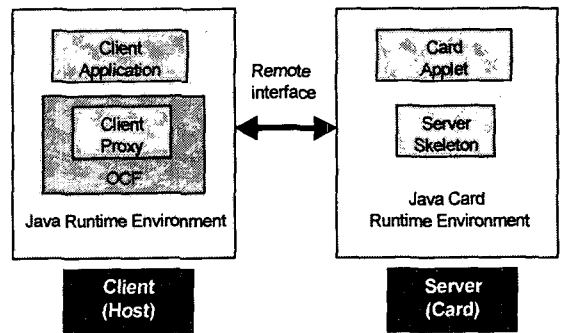 Client
Application
Client
Proxy
OCF
Java Runtime Environment
Remote
interface
Card
Applet
Server
Skeleton
Java Card
Runtime Environment
Client
(Host)
Server
(Card)